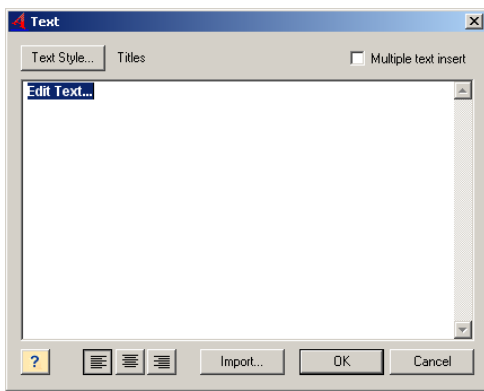 Text
Text Style... Titles Multiple text insert
Edit Text...
? Import... OK Cancel